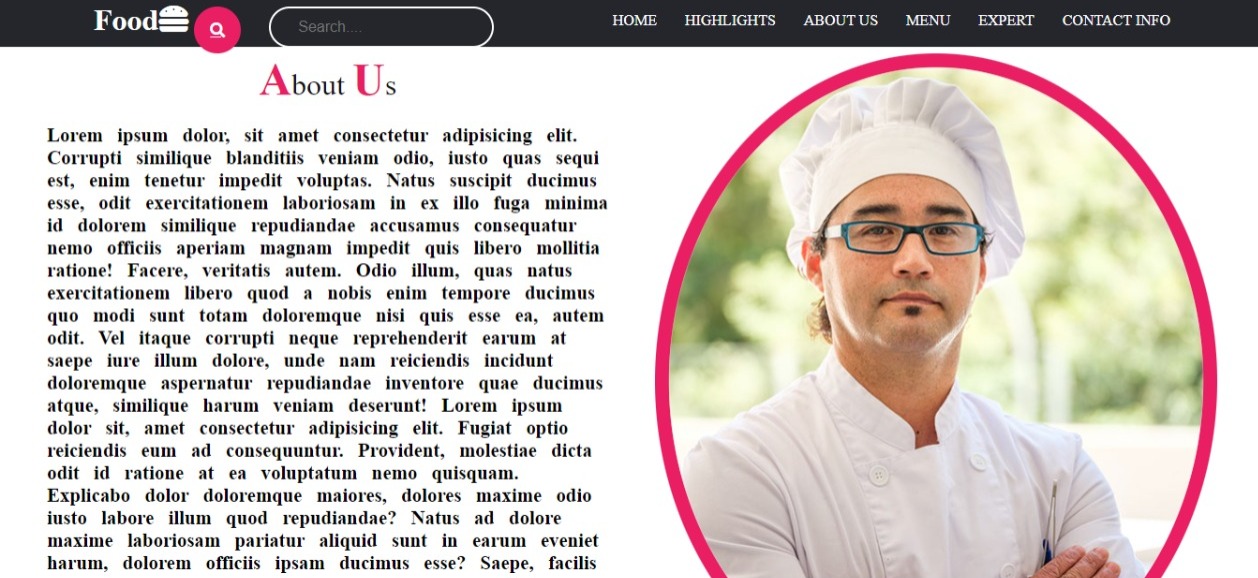 Food
Search....
HOME
HIGHLIGHTS
ABOUT US
MENU
EXPERT
CONTACT INFO
About Us
Lorem ipsum dolor, sit amet consectetur adipisicing elit.
Corrupti similique blanditiis veniam odio, iusto quas sequi
est, enim tenetur impedit voluptas. Natus suscipit ducimus
esse, odit exercitationem laboriosam in ex illo fuga minima
id dolorem similique repudiandae accusamus consequatur
nemo officiis aperiam magnam impedit quis libero mollitia
ratione! Facere, veritatis autem. Odio illum, quas natus
exercitationem libero quod a nobis enim tempore ducimus
quo modi sunt totam doloremque nisi quis esse ea, autem
odit. Vel itaque corrupti neque reprehenderit earum at
saepe iure illum dolore, unde nam reiciendis incidunt
doloremque aspernatur repudiandae inventore quae ducimus
atque, similique harum veniam deserunt! Lorem ipsum
dolor sit, amet consectetur adipisicing elit. Fugiat optio
reiciendis eum ad consequuntur. Provident, molestiae dicta
odit id ratione at ea voluptatum nemo quisquam.
Explicabo dolor doloremque maiores, dolores maxime odio
iusto labore illum quod repudiandae? Natus ad dolore
maxime laboriosam pariatur aliquid sunt in earum eveniet
harum, dolorem officiis ipsam ducimus esse? Saepe, facilis